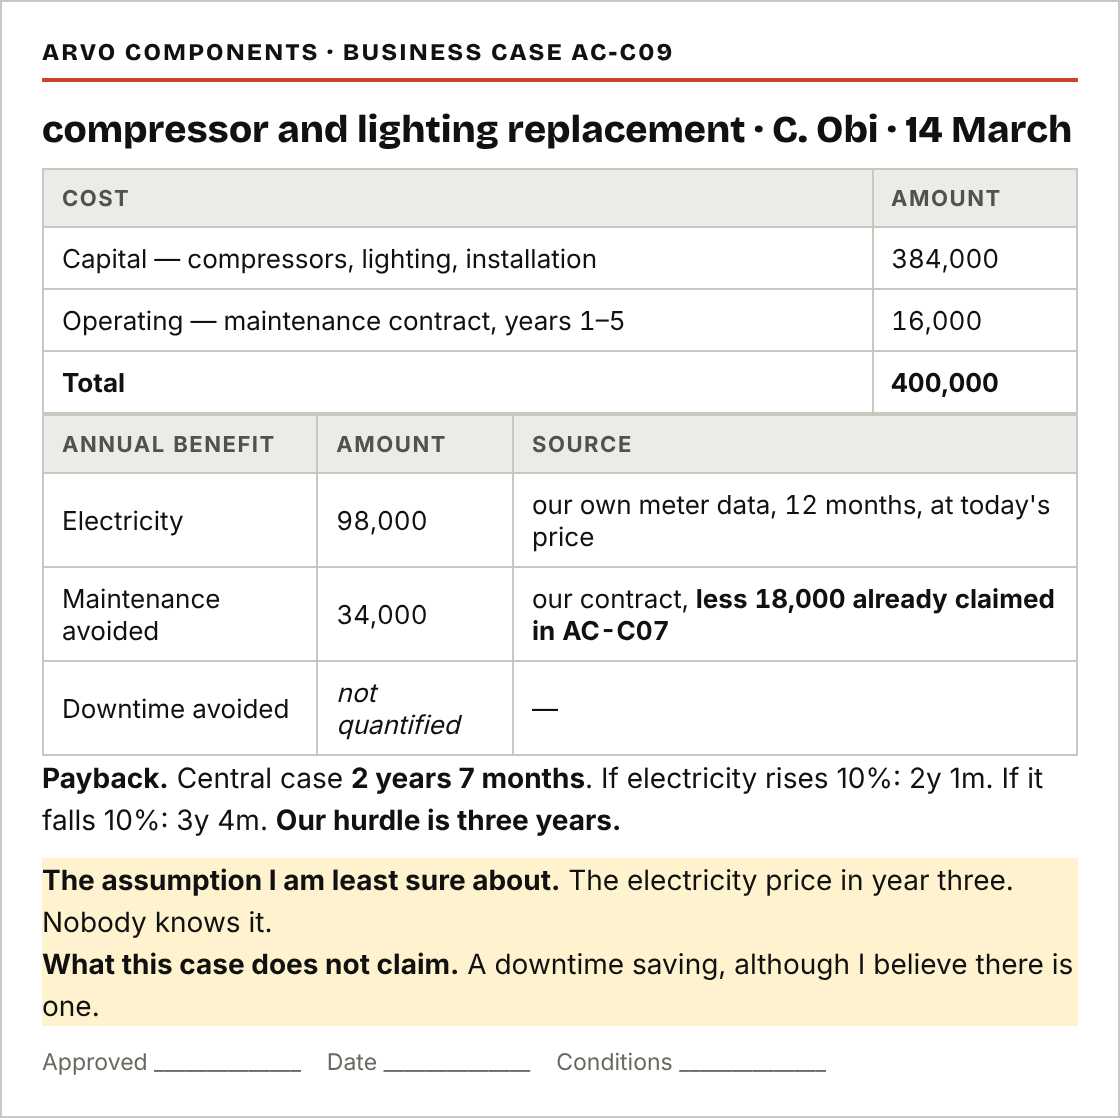 ARVO COMPONENTS · BUSINESS CASE AC-C09
compressor and lighting replacement · C. Obi · 14 March
COST AMOUNT
Capital — compressors, lighting, installation 384,000
Operating — maintenance contract, years 1–5 16,000
Total 400,000
ANNUAL BENEFIT AMOUNT SOURCE
Electricity 98,000 our own meter data, 12 months, at today's
price
Maintenance
avoided 34,000 our contract, less 18,000 already claimed
in AC-C07
Downtime avoided not
quantified —
Payback. Central case 2 years 7 months. If electricity rises 10%: 2y 1m. If it
falls 10%: 3y 4m. Our hurdle is three years.
The assumption I am least sure about. The electricity price in year three.
Nobody knows it.
What this case does not claim. A downtime saving, although I believe there is
one.
Approved ____________ Date ____________ Conditions ____________